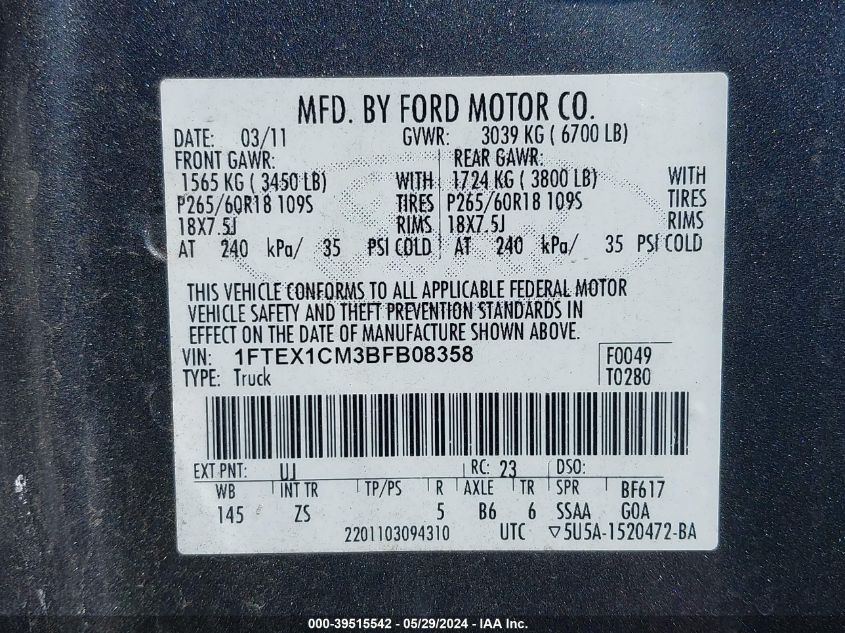 MFD. BY FORD MOTOR CO.
DATE: 03/11 GVWR: 3039 KG ( 6700 LB)
FRONT GAWR: REAR GAWR:
1565 KG ( 3450 LB) WITH 1724 KG ( 3800 LB) WITH
P265/60R18 109S TIRES P265/60R18 109S TIRES
18X7.5J RIMS 18X7.5J RIMS
AT 240 kPa/ 35 PSI COLD AT 240 kPa/ 35 PSI COLD
THIS VEHICLE CONFORMS TO ALL APPLICABLE FEDERAL MOTOR
VEHICLE SAFETY AND THEFT PREVENTION STANDARDS IN
EFFECT ON THE DATE OF MANUFACTURE SHOWN ABOVE.
VIN: 1FTEX1CM3BFB08358 F0049
TYPE: Truck T0280
EXT PNT: UJ RC: 23 DSO:
WB INT TR TP/PS R AXLE TR SPR BF617
145 ZS 5 B6 6 SSAA GOA
2201103094310 UTC ▽5U5A-1520472-BA
000-39515542 - 05/29/2024 - IAA Inc.